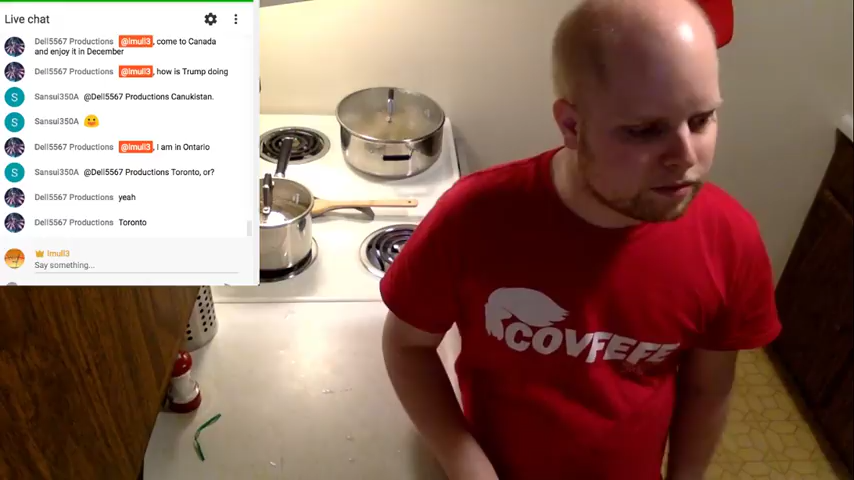 Live chat
Dell5567 Productions @lmull3, come to Canada
and enjoy it in December
Dell5567 Productions @lmull3, how is Trump doing
Sansui350A @Dell5567 Productions Canukistan.
Sansui350A
Dell5567 Productions @lmull3, I am in Ontario
Sansui350A @Dell5567 Productions Toronto, or?
Dell5567 Productions yeah
Dell5567 Productions Toronto
lmull3
Say something...
COVFEFE